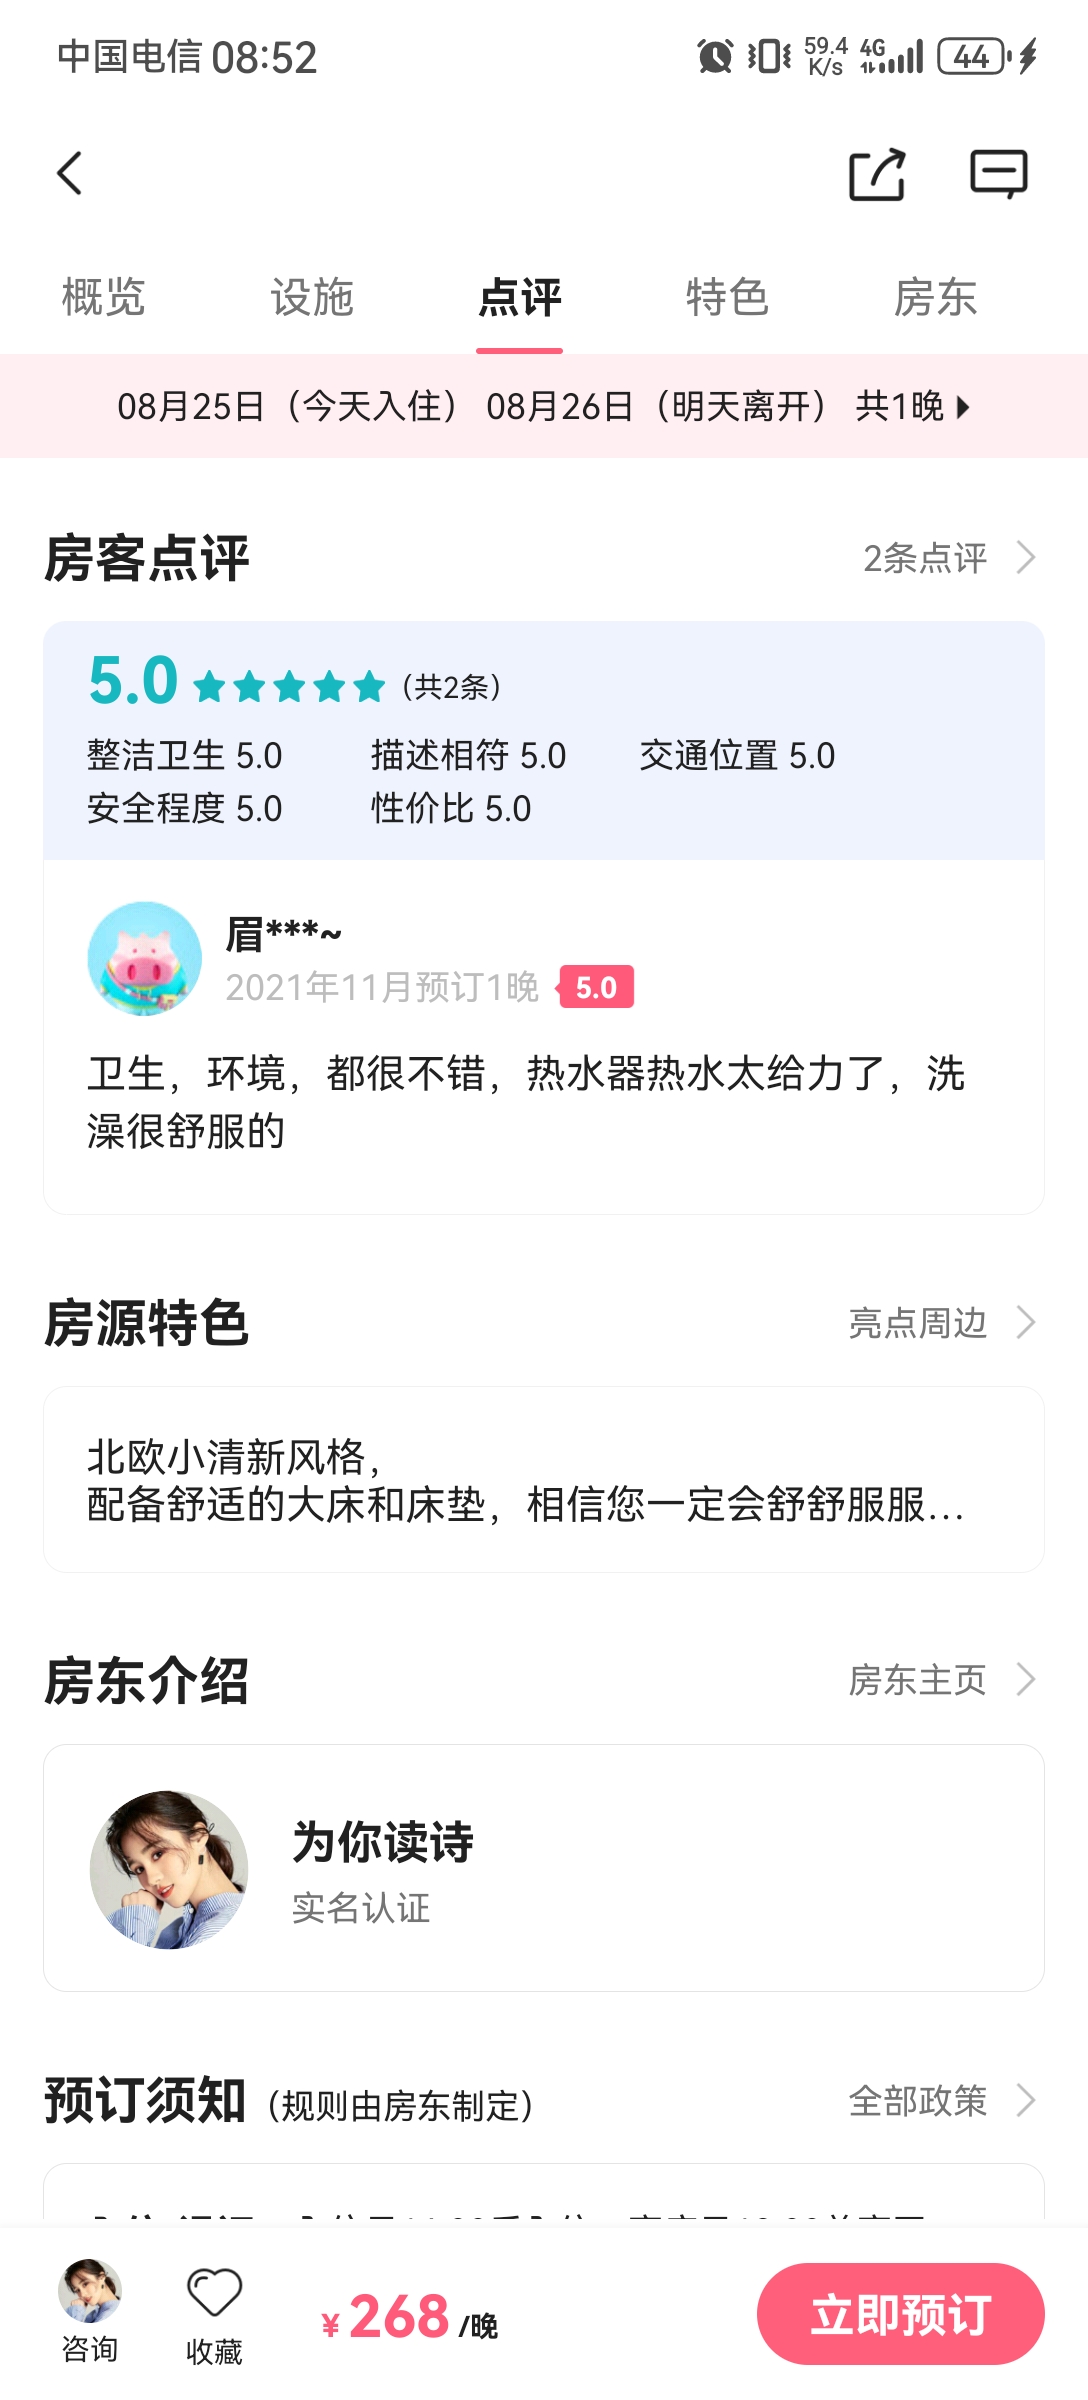 中国电信 08:52
59.4 K/s 4G 44
概览 设施 点评 特色 房东
08月25日（今天入住） 08月26日（明天离开） 共1晚
房客点评 2条点评
5.0 （共2条）
整洁卫生 5.0 描述相符 5.0 交通位置 5.0
安全程度 5.0 性价比 5.0
眉***~
2021年11月预订1晚 5.0
卫生，环境，都很不错，热水器热水太给力了，洗
澡很舒服的
房源特色 亮点周边
北欧小清新风格，
配备舒适的大床和床垫，相信您一定会舒舒服服...
房东介绍 房东主页
为你读诗
实名认证
预订须知（规则由房东制定） 全部政策
咨询 收藏 ¥268/晚 立即预订